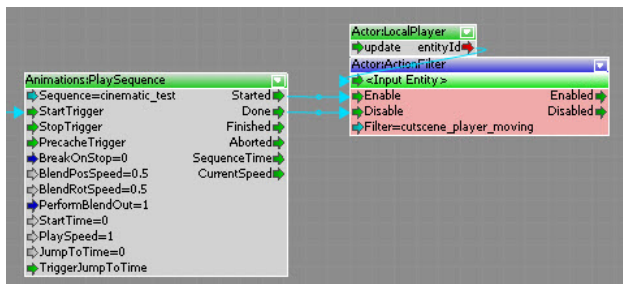 Actor:LocalPlayer
update entityId
Actor:ActionFilter
<Input Entity>
Enable Enabled
Disable Disabled
Filter=cutscene_player_moving
Animations:PlaySequence
Sequence=cinematic_test Started
StartTrigger Done
StopTrigger Finished
PrecacheTrigger Aborted
BreakOnStop=0 SequenceTime
BlendPosSpeed=0.5 CurrentSpeed
BlendRotSpeed=0.5
PerformBlendOut=1
StartTime=0
PlaySpeed=1
JumpToTime=0
TriggerJumpToTime